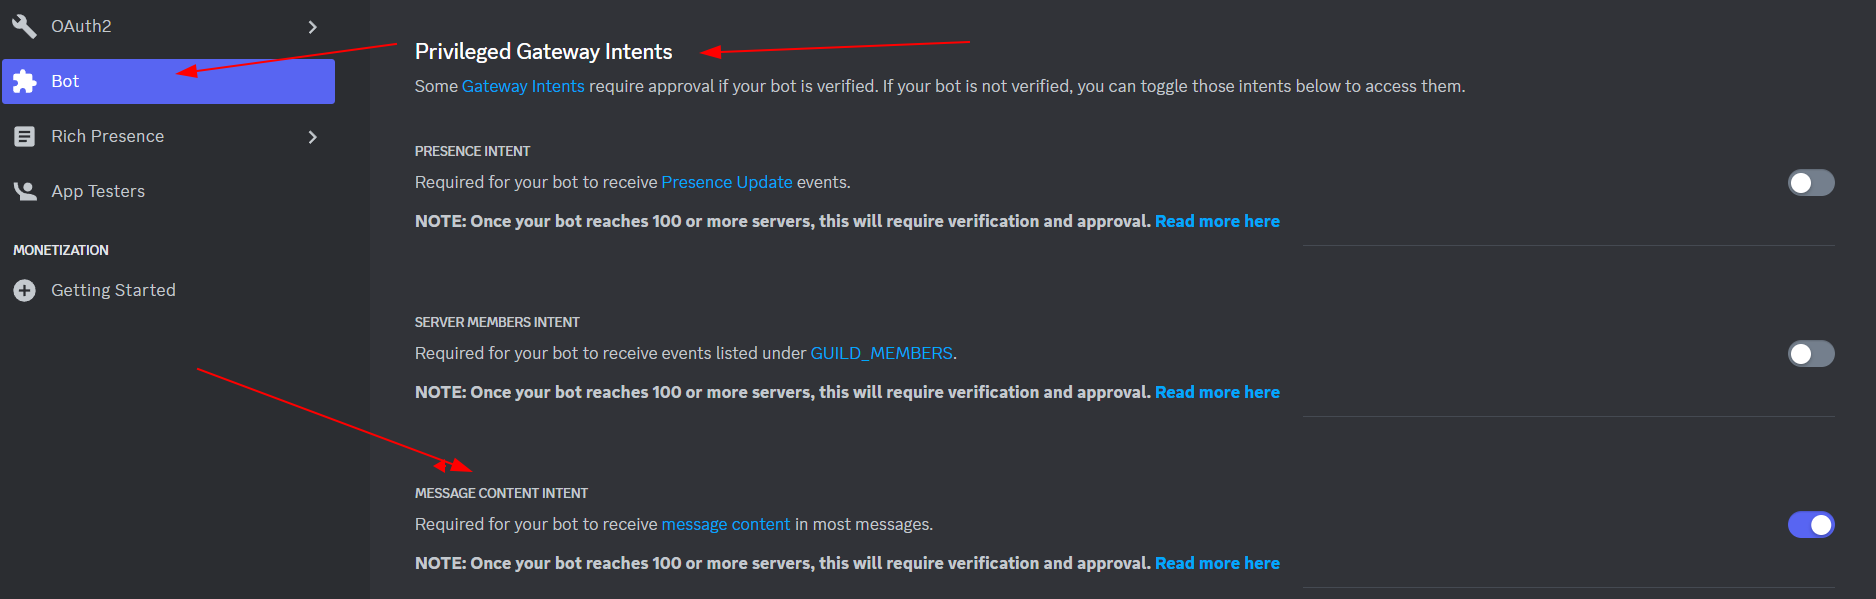 OAuth2
Bot
Rich Presence
App Testers
MONETIZATION
Getting Started
Privileged Gateway Intents
Some Gateway Intents require approval if your bot is verified. If your bot is not verified, you can toggle those intents below to access them.
PRESENCE INTENT
Required for your bot to receive Presence Update events.
NOTE: Once your bot reaches 100 or more servers, this will require verification and approval. Read more here
SERVER MEMBERS INTENT
Required for your bot to receive events listed under GUILD_MEMBERS.
NOTE: Once your bot reaches 100 or more servers, this will require verification and approval. Read more here
MESSAGE CONTENT INTENT
Required for your bot to receive message content in most messages.
NOTE: Once your bot reaches 100 or more servers, this will require verification and approval. Read more here